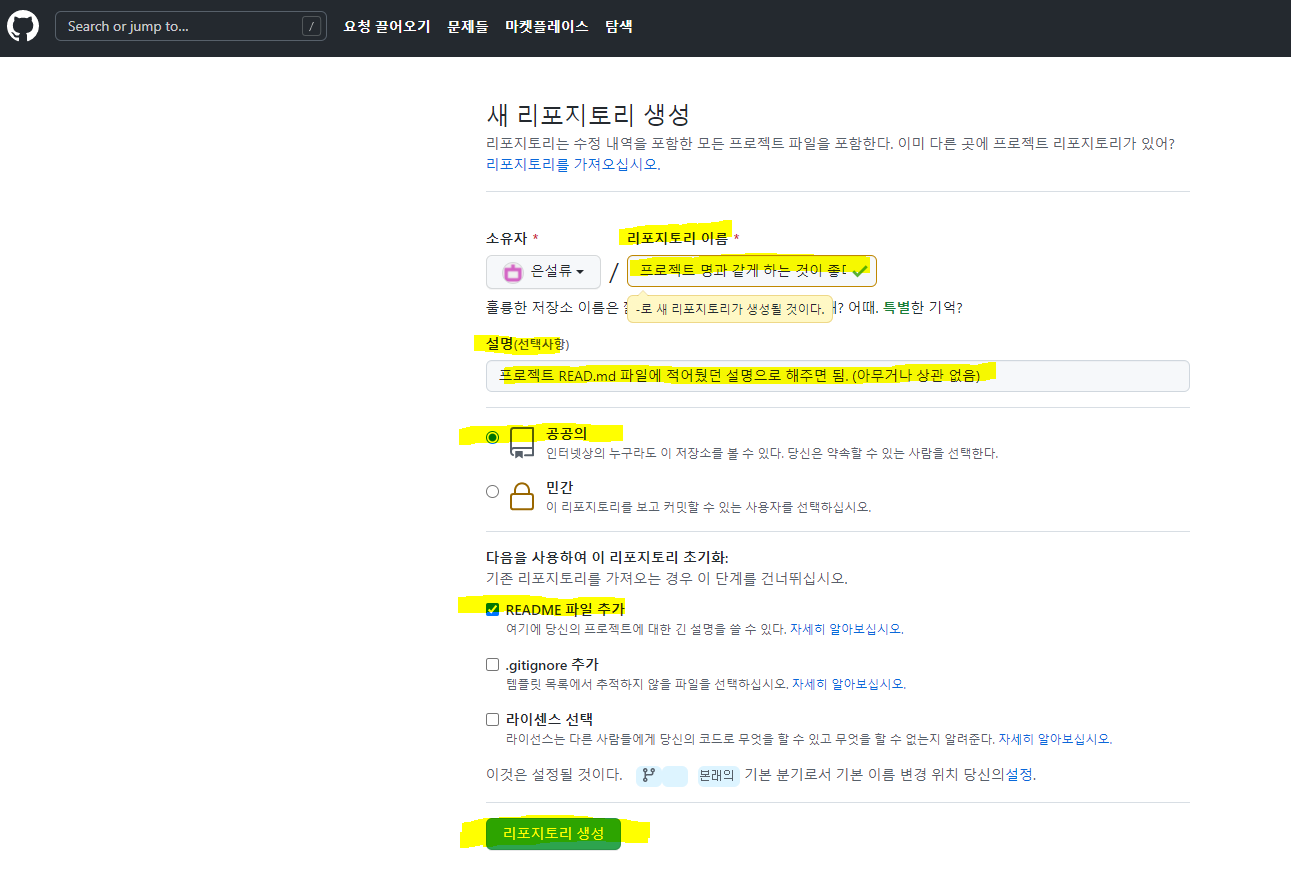 Search or jump to... / 요청 끌어오기 문제들 마켓플레이스 탐색
새 리포지토리 생성
리포지토리는 수정 내역을 포함한 모든 프로젝트 파일을 포함한다. 이미 다른 곳에 프로젝트 리포지토리가 있어?
리포지토리를 가져오십시오.
소유자 * 리포지토리 이름 *
은설류 / 프로젝트 명과 같게 하는 것이 좋
훌륭한 저장소 이름은 ? 어때. 특별한 기억?
-로 새 리포지토리가 생성될 것이다.
설명(선택사항)
프로젝트 READ.md 파일에 적어뒀던 설명으로 해주면 됨. (아무거나 상관 없음)
공공의
인터넷상의 누구라도 이 저장소를 볼 수 있다. 당신은 약속할 수 있는 사람을 선택한다.
민간
이 리포지토리를 보고 커밋할 수 있는 사용자를 선택하십시오.
다음을 사용하여 이 리포지토리 초기화:
기존 리포지토리를 가져오는 경우 이 단계를 건너뛰십시오.
README 파일 추가
여기에 당신의 프로젝트에 대한 긴 설명을 쓸 수 있다. 자세히 알아보십시오.
.gitignore 추가
템플릿 목록에서 추적하지 않을 파일을 선택하십시오. 자세히 알아보십시오.
라이센스 선택
라이선스는 다른 사람들에게 당신의 코드로 무엇을 할 수 있고 무엇을 할 수 없는지 알려준다. 자세히 알아보십시오.
이것은 설정될 것이다. 본래의 기본 분기로서 기본 이름 변경 위치 당신의설정.
리포지토리 생성